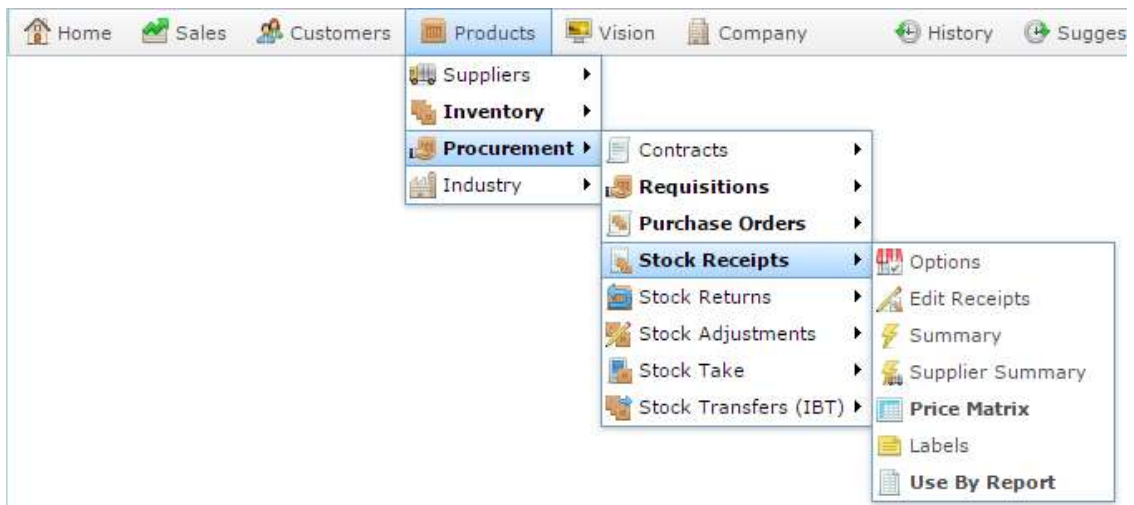 Home Sales Customers Products Vision Company History Sugges
Suppliers
Inventory
Procurement
Industry
Contracts
Requisitions
Purchase Orders
Stock Receipts
Stock Returns
Stock Adjustments
Stock Take
Stock Transfers (IBT)
Options
Edit Receipts
Summary
Supplier Summary
Price Matrix
Labels
Use By Report